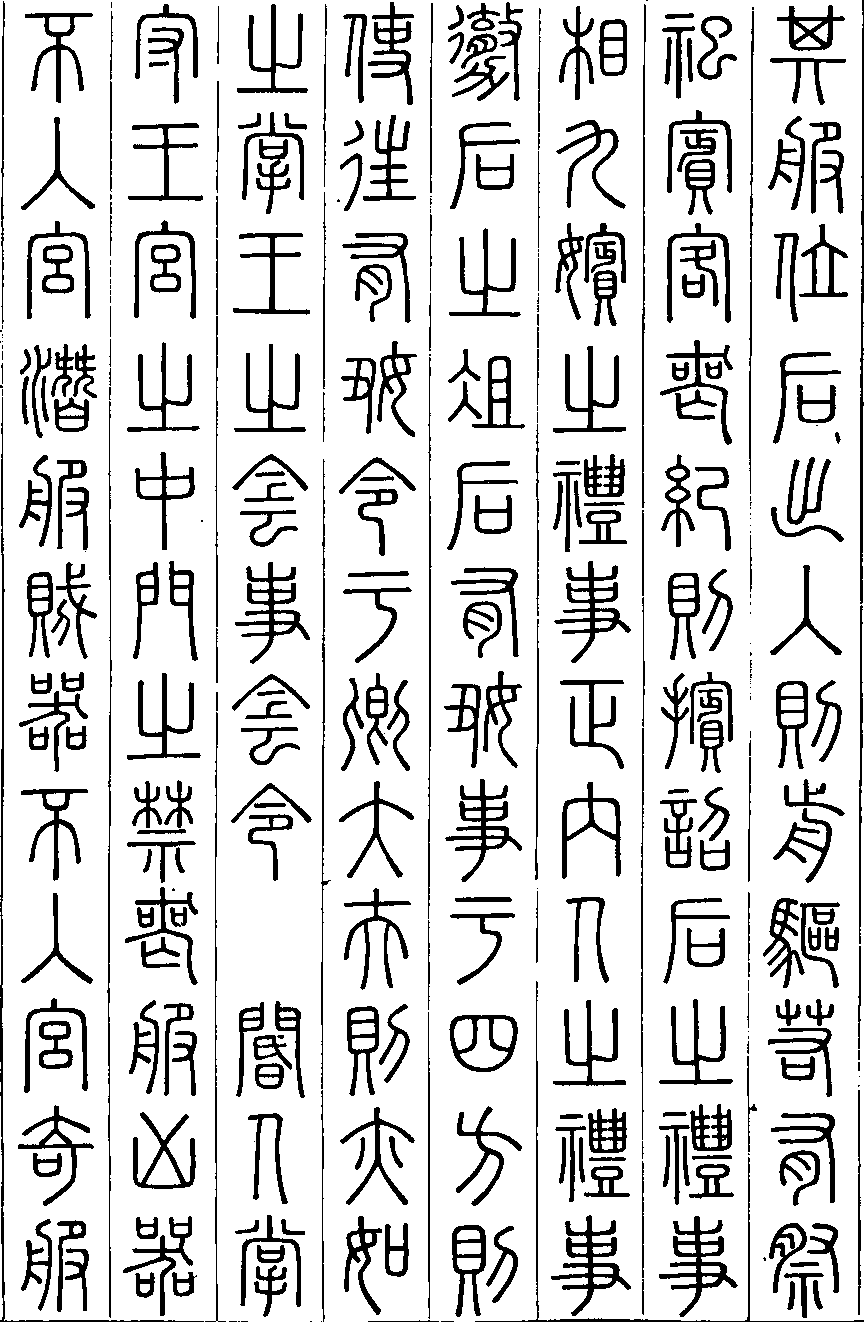 其服位后出入則前驅若有祭
祀賓客喪紀則擯詔后之禮事
相九嬪之禮事正內人之禮事
徹后之俎后有好事于四方則
使往有好令于卿大夫則亦如
之掌王之陰事陰令　閽人掌
守王宮之中門之禁喪服凶器
不入宮潛服賊器不入宮奇服